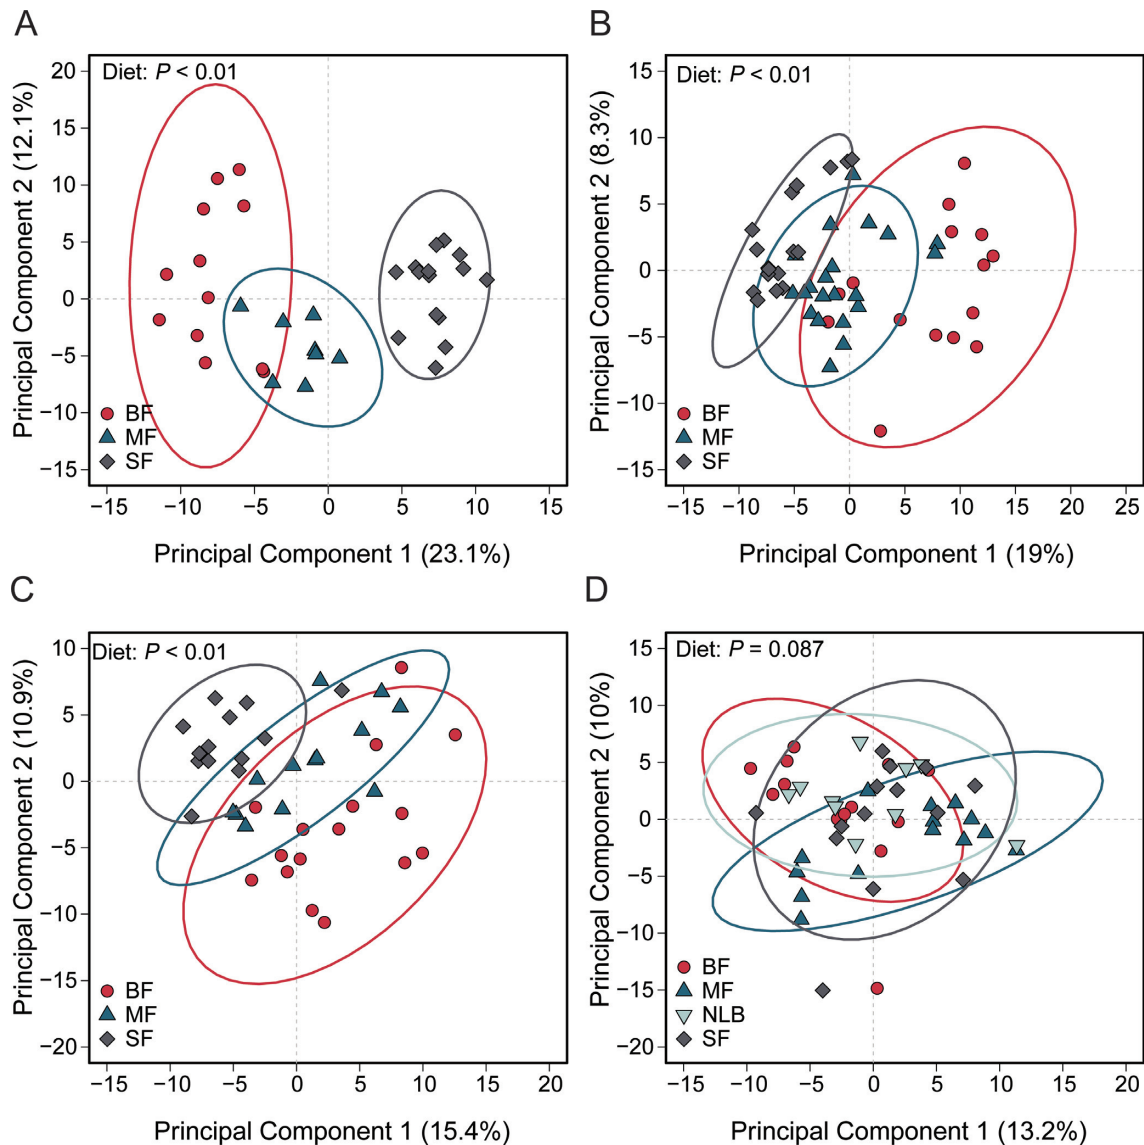 A
Diet: P < 0.01
20
15
10
5
0
−5
−10
−15
Principal Component 2 (12.1%)
BF
MF
SF
−15 −10 −5 0 5 10 15
Principal Component 1 (23.1%)
B
Diet: P < 0.01
15
10
5
0
−5
−10
−15
Principal Component 2 (8.3%)
BF
MF
SF
−15 −10 −5 0 5 10 15 20 25
Principal Component 1 (19%)
C
Diet: P < 0.01
10
5
0
−5
−10
−15
−20
Principal Component 2 (10.9%)
BF
MF
SF
−15 −10 −5 0 5 10 15 20
Principal Component 1 (15.4%)
D
Diet: P = 0.087
15
10
5
0
−5
−10
−15
−20
Principal Component 2 (10%)
BF
MF
NLB
SF
−15 −10 −5 0 5 10 15 20
Principal Component 1 (13.2%)